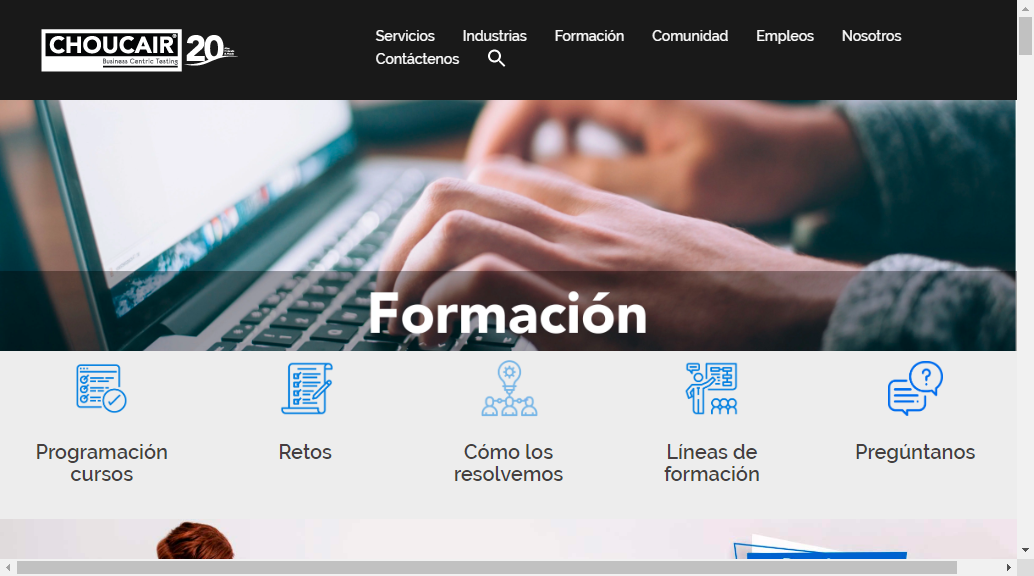 CHOUCAIR
Business Centric Testing
20
Servicios Industrias Formación Comunidad Empleos Nosotros
Contáctenos
Formación
Programación
cursos
Retos
Cómo los
resolvemos
Líneas de
formación
Pregúntanos